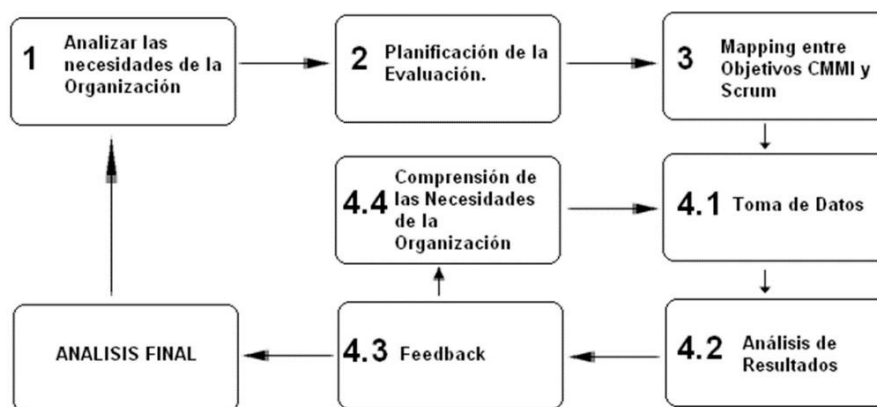 1 Analizar las
necesidades de la
Organización
2 Planificación de la
Evaluación.
3 Mapping entre
Objetivos CMMI y
Scrum
4.4 Comprensión de
las Necesidades
de la
Organización
4.1 Toma de Datos
ANALISIS FINAL
4.3 Feedback
4.2 Análisis de
Resultados